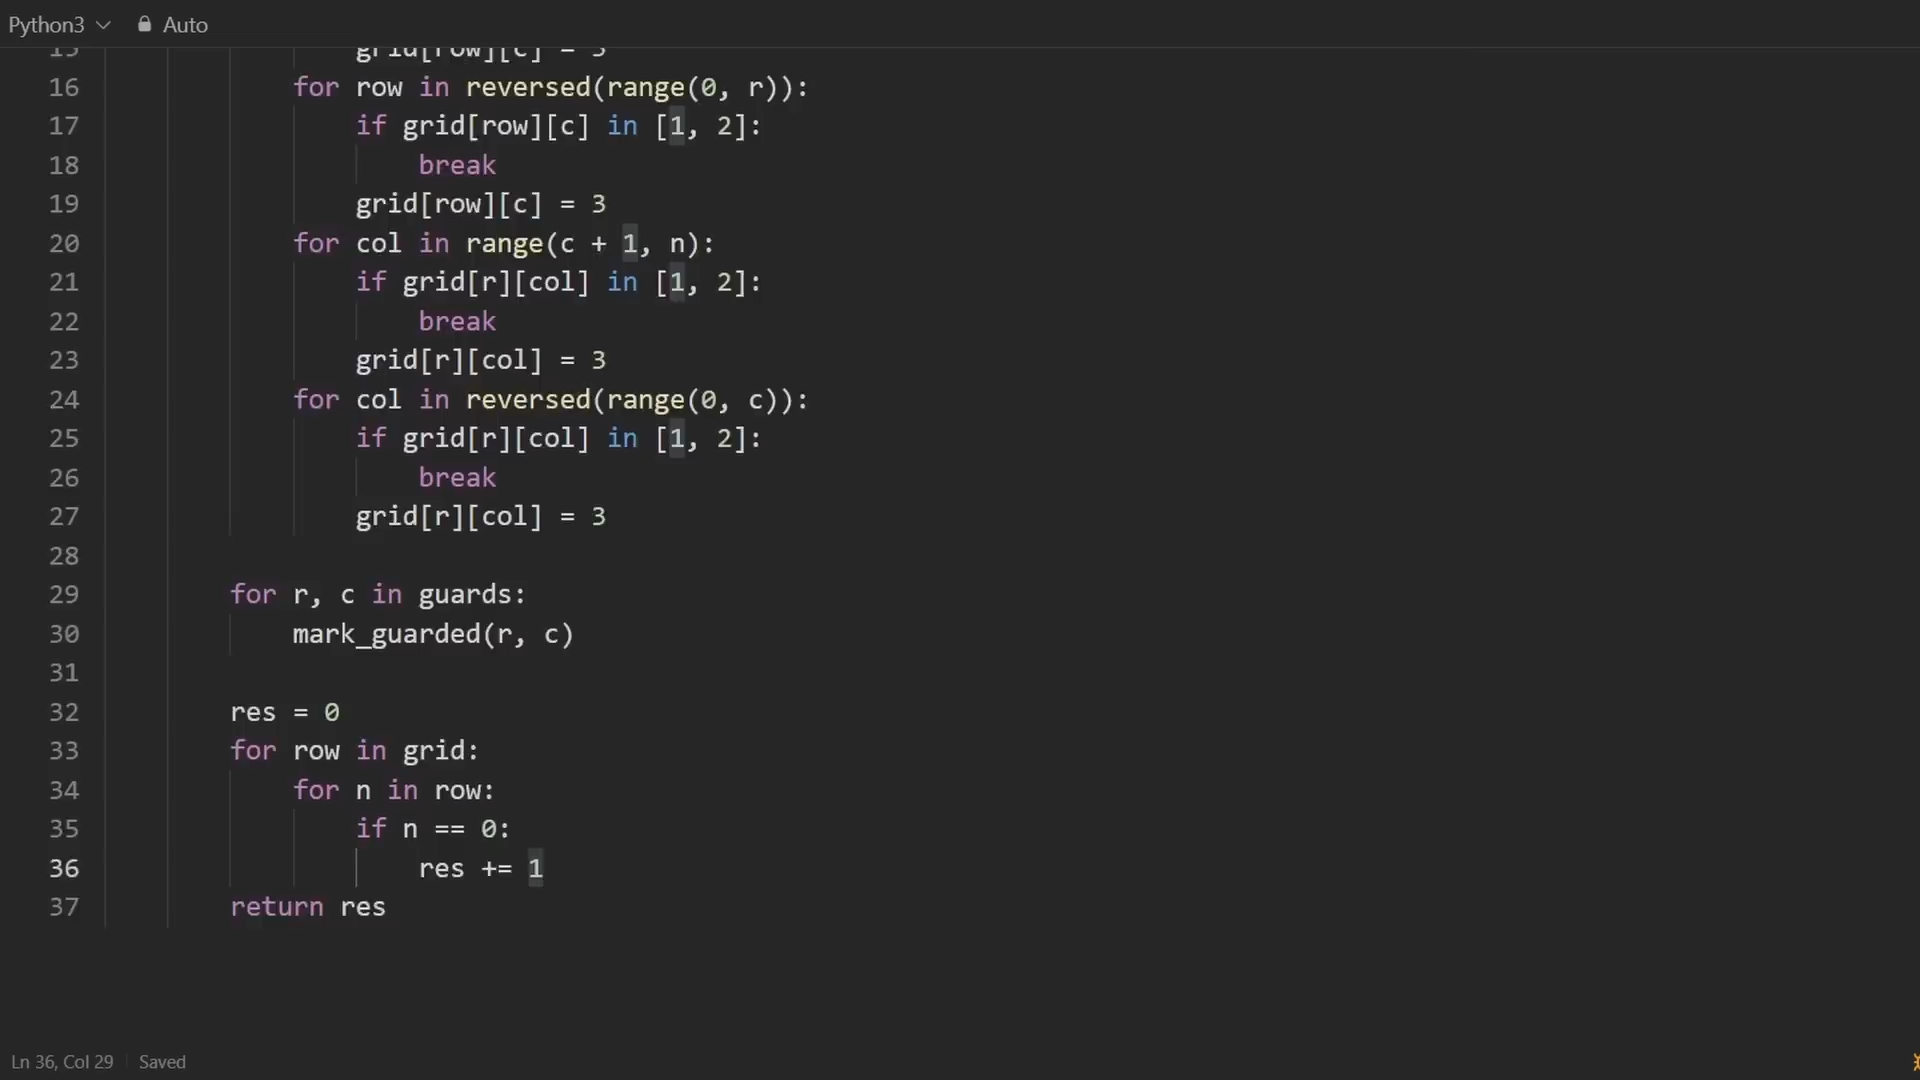 Python3 Auto
15 grid[row][c] = 3
16 for row in reversed(range(0, r)):
17 if grid[row][c] in [1, 2]:
18 break
19 grid[row][c] = 3
20 for col in range(c + 1, n):
21 if grid[r][col] in [1, 2]:
22 break
23 grid[r][col] = 3
24 for col in reversed(range(0, c)):
25 if grid[r][col] in [1, 2]:
26 break
27 grid[r][col] = 3
28
29 for r, c in guards:
30 mark_guarded(r, c)
31
32 res = 0
33 for row in grid:
34 for n in row:
35 if n == 0:
36 res += 1
37 return res
Ln 36, Col 29 Saved